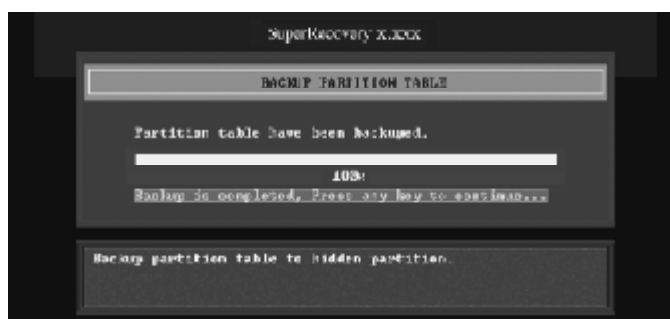 SuperRecovery x.xxx
BACKUP PARTITION TABLE
Partition table have been backuped.
100%
Backup is completed, Press any key to continue...
Backup partition table to hidden partition.